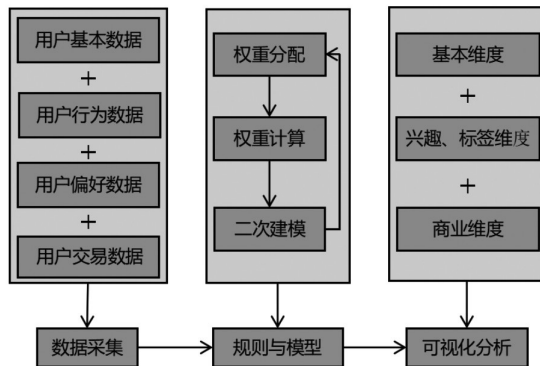 用户基本数据
+
用户行为数据
+
用户偏好数据
+
用户交易数据
权重分配
权重计算
二次建模
基本维度
+
兴趣、标签维度
+
商业维度
数据采集
规则与模型
可视化分析